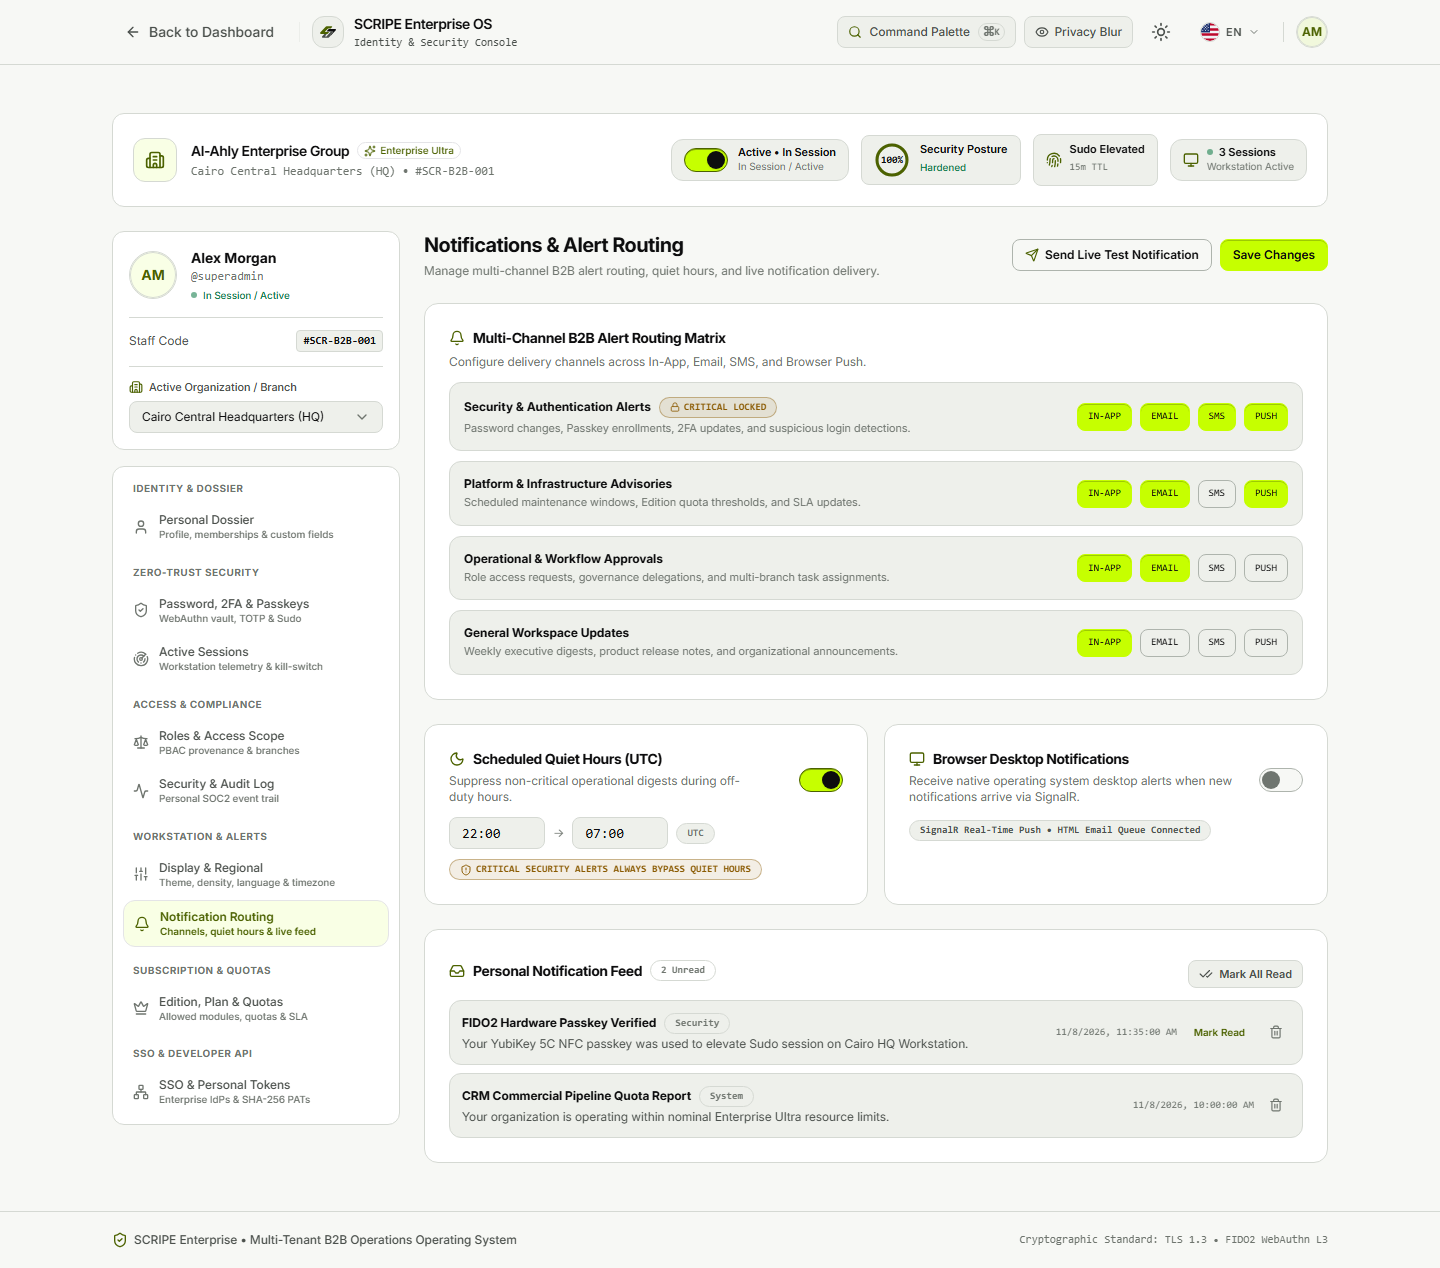 Back to Dashboard
SCRIPE Enterprise OS
Identity & Security Console
Command Palette ⌘K
Privacy Blur
EN
AM
Al-Ahly Enterprise Group
Enterprise Ultra
Cairo Central Headquarters (HQ) • #SCR-B2B-001
Active • In Session
In Session / Active
100%
Security Posture
Hardened
Sudo Elevated
15m TTL
3 Sessions
Workstation Active
AM
Alex Morgan
@superadmin
In Session / Active
Staff Code
#SCR-B2B-001
Active Organization / Branch
Cairo Central Headquarters (HQ)
IDENTITY & DOSSIER
Personal Dossier
Profile, memberships & custom fields
ZERO-TRUST SECURITY
Password, 2FA & Passkeys
WebAuthn vault, TOTP & Sudo
Active Sessions
Workstation telemetry & kill-switch
ACCESS & COMPLIANCE
Roles & Access Scope
PBAC provenance & branches
Security & Audit Log
Personal SOC2 event trail
WORKSTATION & ALERTS
Display & Regional
Theme, density, language & timezone
Notification Routing
Channels, quiet hours & live feed
SUBSCRIPTION & QUOTAS
Edition, Plan & Quotas
Allowed modules, quotas & SLA
SSO & DEVELOPER API
SSO & Personal Tokens
Enterprise IdPs & SHA-256 PATs
Notifications & Alert Routing
Manage multi-channel B2B alert routing, quiet hours, and live notification delivery.
Send Live Test Notification
Save Changes
Multi-Channel B2B Alert Routing Matrix
Configure delivery channels across In-App, Email, SMS, and Browser Push.
Security & Authentication Alerts
CRITICAL LOCKED
Password changes, Passkey enrollments, 2FA updates, and suspicious login detections.
IN-APP EMAIL SMS PUSH
Platform & Infrastructure Advisories
Scheduled maintenance windows, Edition quota thresholds, and SLA updates.
IN-APP EMAIL SMS PUSH
Operational & Workflow Approvals
Role access requests, governance delegations, and multi-branch task assignments.
IN-APP EMAIL SMS PUSH
General Workspace Updates
Weekly executive digests, product release notes, and organizational announcements.
IN-APP EMAIL SMS PUSH
Scheduled Quiet Hours (UTC)
Suppress non-critical operational digests during off-
duty hours.
22:00 → 07:00 UTC
CRITICAL SECURITY ALERTS ALWAYS BYPASS QUIET HOURS
Browser Desktop Notifications
Receive native operating system desktop alerts when new
notifications arrive via SignalR.
SignalR Real-Time Push • HTML Email Queue Connected
Personal Notification Feed
2 Unread
Mark All Read
FIDO2 Hardware Passkey Verified
Security
Your YubiKey 5C NFC passkey was used to elevate Sudo session on Cairo HQ Workstation.
11/8/2026, 11:35:00 AM
Mark Read
CRM Commercial Pipeline Quota Report
System
Your organization is operating within nominal Enterprise Ultra resource limits.
11/8/2026, 10:00:00 AM
SCRIPE Enterprise • Multi-Tenant B2B Operations Operating System
Cryptographic Standard: TLS 1.3 • FIDO2 WebAuthn L3